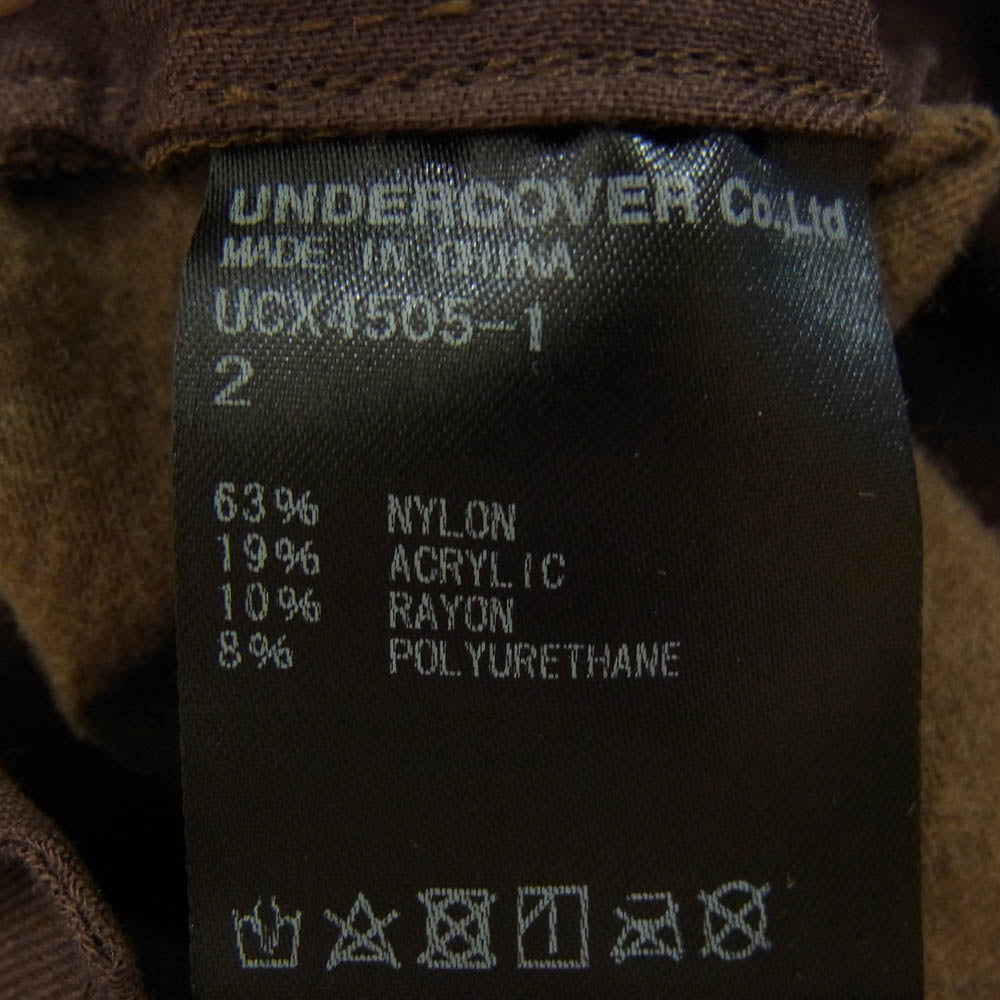 UNDERCOVER Co.,Ltd
MADE IN CHINA
UCX4505-1
2
63% NYLON
19% ACRYLIC
10% RAYON
8% POLYURETHANE